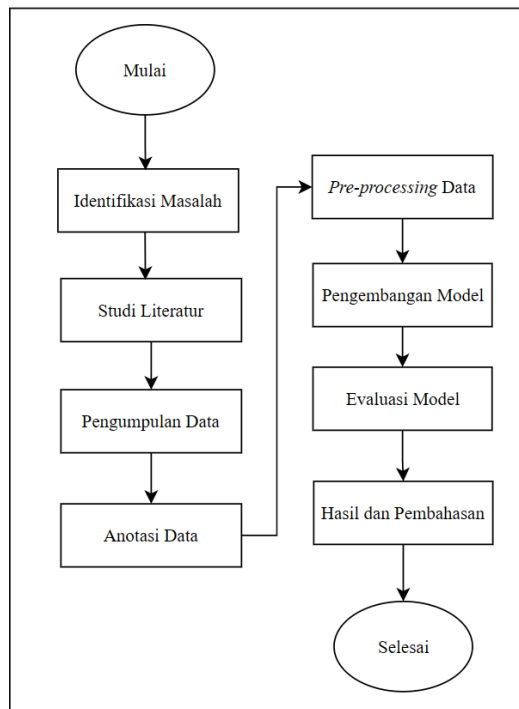 Mulai
Identifikasi Masalah
Studi Literatur
Pengumpulan Data
Anotasi Data
Pre-processing Data
Pengembangan Model
Evaluasi Model
Hasil dan Pembahasan
Selesai